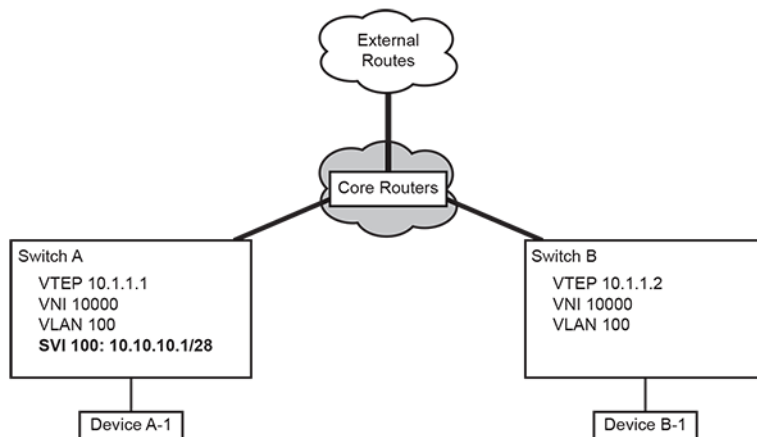 External
Routes
Core Routers
Switch A
VTEP 10.1.1.1
VNI 10000
VLAN 100
SVI 100: 10.10.10.1/28
Switch B
VTEP 10.1.1.2
VNI 10000
VLAN 100
Device A-1
Device B-1